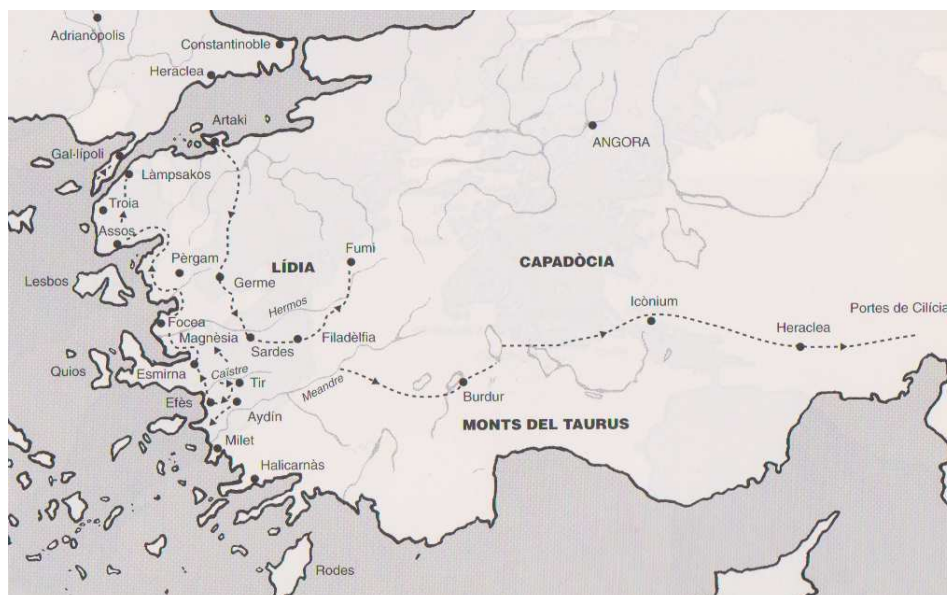 Adrianòpolis
Constantinoble
Heraclea
Artaki
Gal·lípoli
Làmpsakos
ANGORA
Troia
Assos
Pèrgam
LÍDIA
Fumi
CAPADÒCIA
Lesbos
Germe
Hermos
Icònium
Portes de Cilícia
Focea
Magnèsia
Sardes
Filadèlfia
Heraclea
Quios
Esmirna
Caístre
Tir
Meandre
Burdur
Efès
Aydín
MONTS DEL TAURUS
Milet
Halicarnàs
Rodes